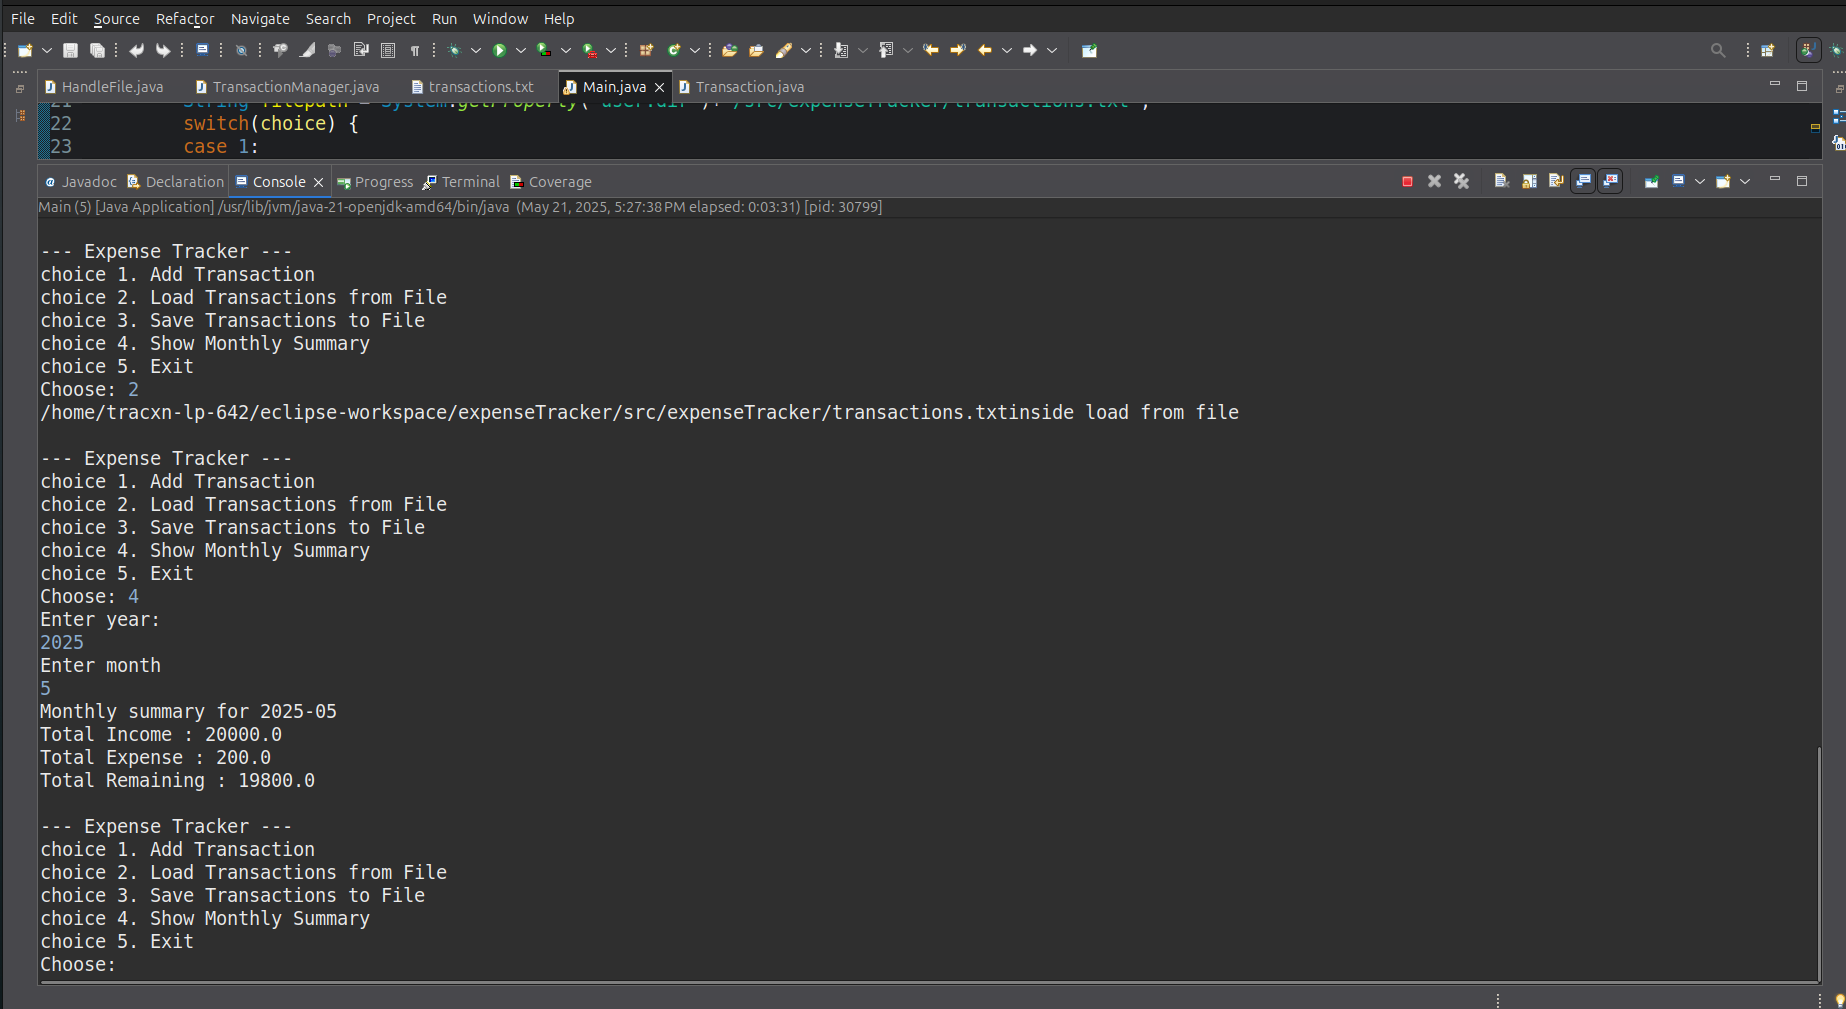 File Edit Source Refactor Navigate Search Project Run Window Help
HandleFile.java TransactionManager.java transactions.txt Main.java Transaction.java
22 switch(choice) {
23 case 1:
Javadoc Declaration Console Progress Terminal Coverage
Main (5) [Java Application] /usr/lib/jvm/java-21-openjdk-amd64/bin/java (May 21, 2025, 5:27:38 PM elapsed: 0:03:31) [pid: 30799]
--- Expense Tracker ---
choice 1. Add Transaction
choice 2. Load Transactions from File
choice 3. Save Transactions to File
choice 4. Show Monthly Summary
choice 5. Exit
Choose: 2
/home/tracxn-lp-642/eclipse-workspace/expenseTracker/src/expenseTracker/transactions.txtinside load from file
--- Expense Tracker ---
choice 1. Add Transaction
choice 2. Load Transactions from File
choice 3. Save Transactions to File
choice 4. Show Monthly Summary
choice 5. Exit
Choose: 4
Enter year:
2025
Enter month
5
Monthly summary for 2025-05
Total Income : 20000.0
Total Expense : 200.0
Total Remaining : 19800.0
--- Expense Tracker ---
choice 1. Add Transaction
choice 2. Load Transactions from File
choice 3. Save Transactions to File
choice 4. Show Monthly Summary
choice 5. Exit
Choose: